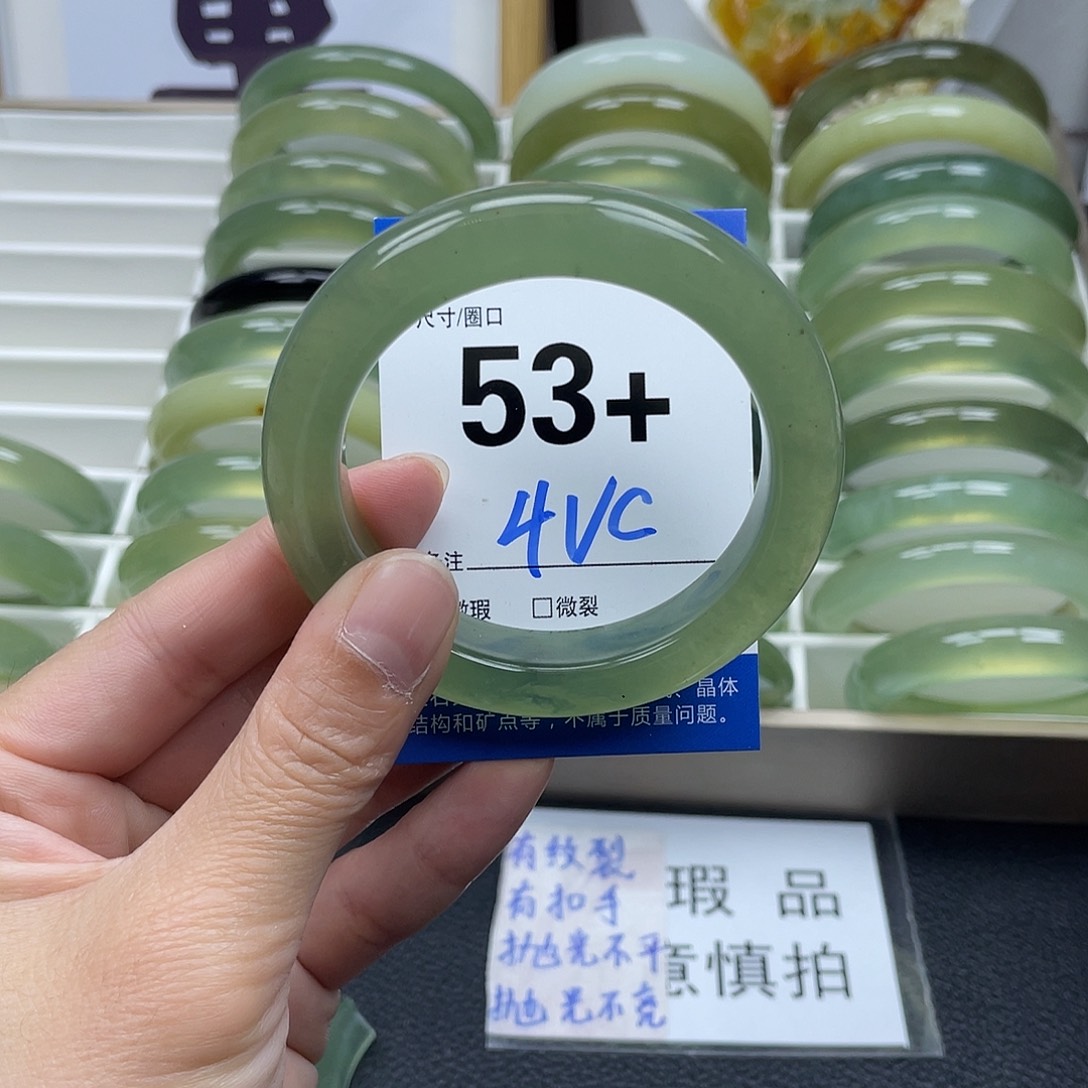 尺寸/圈口
53+
4VC
备注
微瑕 □微裂
、晶体
结构和矿点等，不属于质量问题。
有纹裂
有扣手
抛光不平
抛光不亮
瑕 品
意慎拍